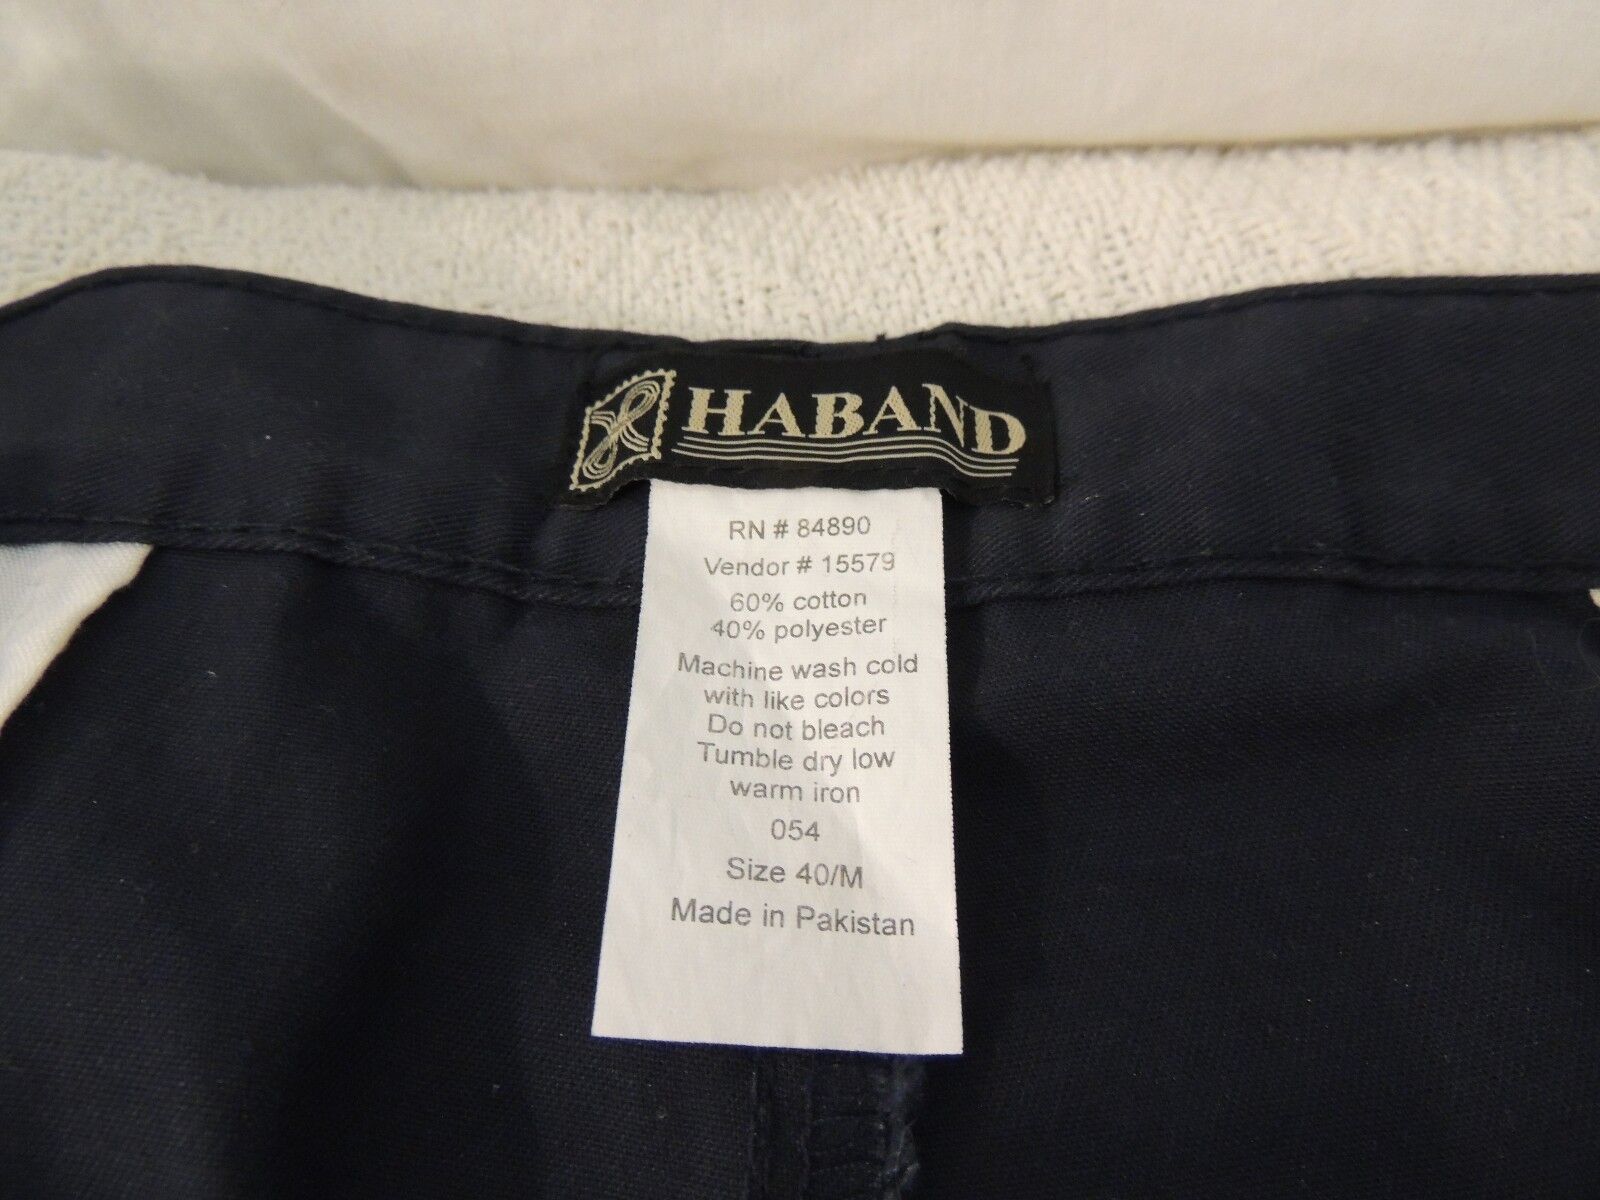 HABAND
RN # 84890
Vendor # 15579
60% cotton
40% polyester
Machine wash cold
with like colors
Do not bleach
Tumble dry low
warm iron
054
Size 40/M
Made in Pakistan